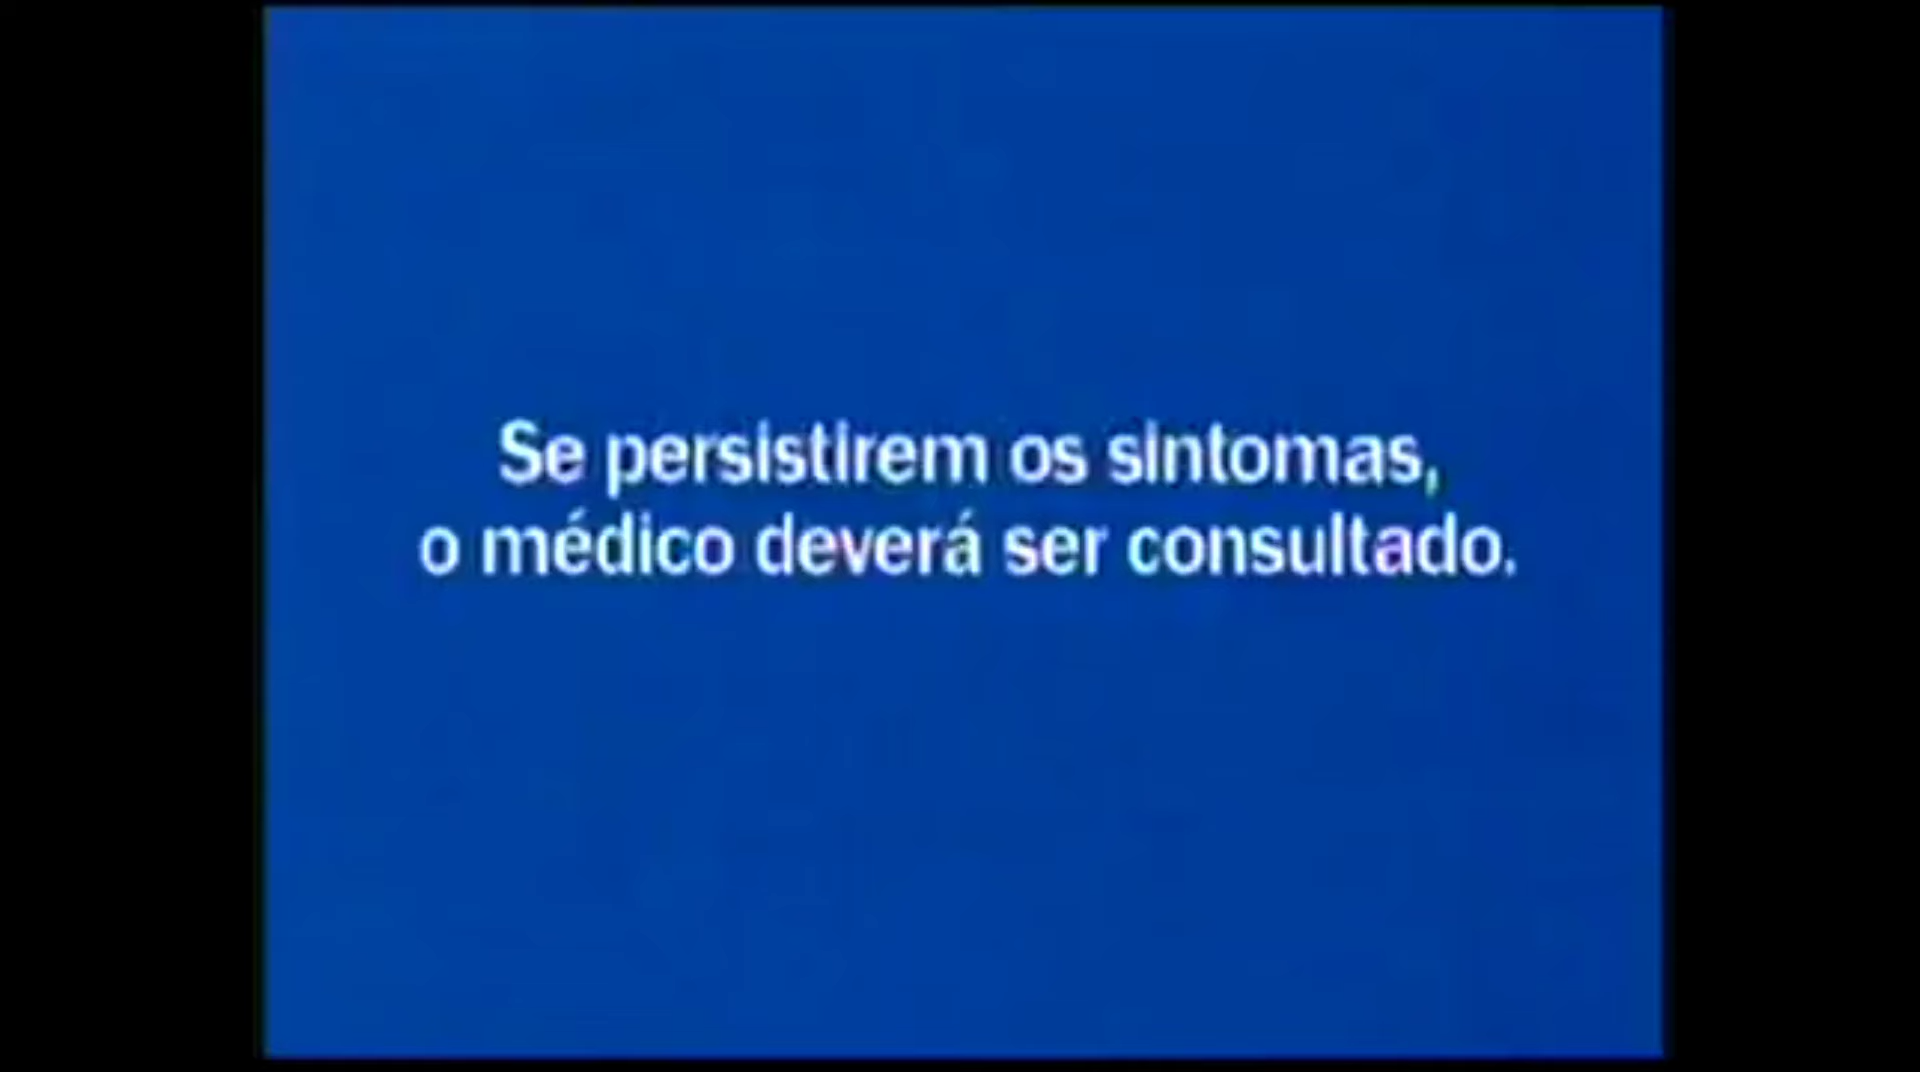 Se persistirem os sintomas,
o médico deverá ser consultado.